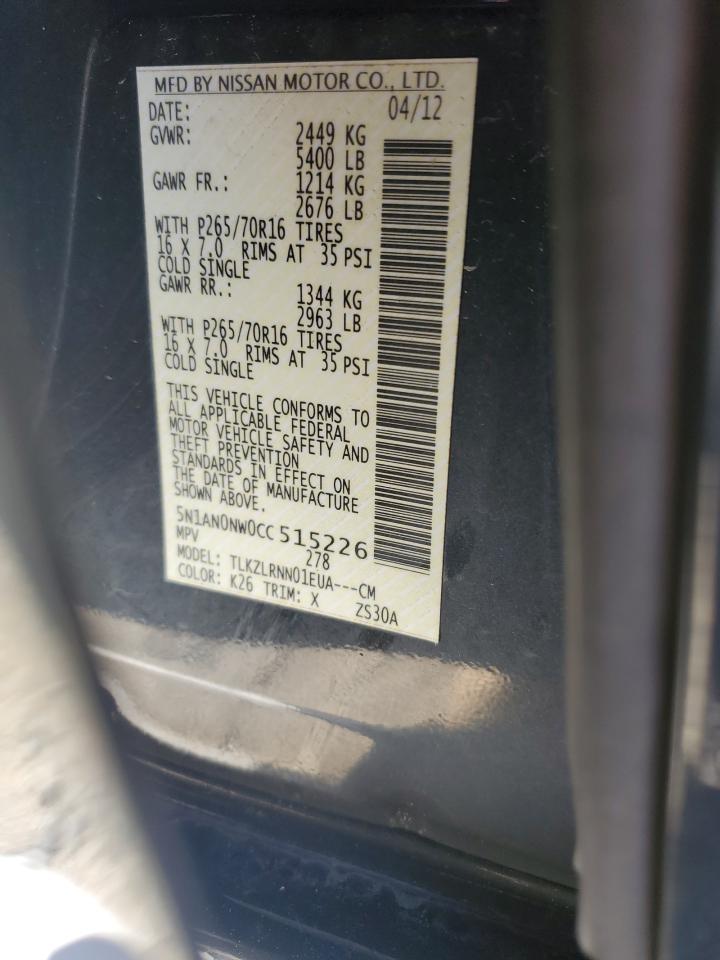 MFD BY NISSAN MOTOR CO., LTD.
DATE: 04/12
GVWR: 2449 KG
5400 LB
GAWR FR.: 1214 KG
2676 LB
WITH P265/70R16 TIRES
16 X 7.0 RIMS AT 35 PSI
COLD SINGLE
GAWR RR.: 1344 KG
2963 LB
WITH P265/70R16 TIRES
16 X 7.0 RIMS AT 35 PSI
COLD SINGLE
THIS VEHICLE CONFORMS TO
ALL APPLICABLE FEDERAL
MOTOR VEHICLE SAFETY AND
THEFT PREVENTION
STANDARDS IN EFFECT ON
THE DATE OF MANUFACTURE
SHOWN ABOVE.
5N1AN0NW0CC515226
MPV 278
MODEL: TLKZLRNN01EUA---CM
COLOR: K26 TRIM: X ZS30A